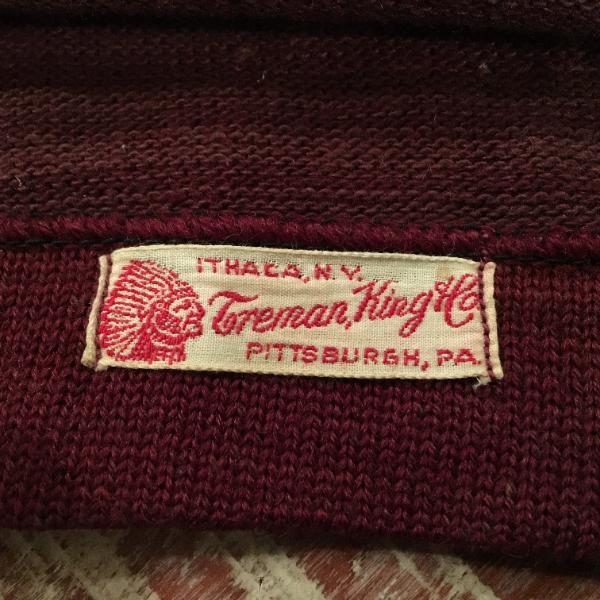 ITHACA, N.Y.
Treman, King & Co
PITTSBURGH, PA.